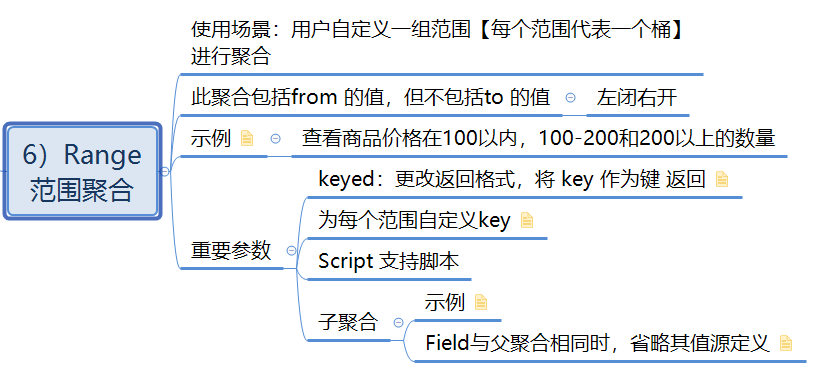 6）Range
范围聚合
使用场景：用户自定义一组范围【每个范围代表一个桶】
进行聚合
此聚合包括from 的值，但不包括to 的值
左闭右开
示例
查看商品价格在100以内，100-200和200以上的数量
重要参数
keyed：更改返回格式，将 key 作为键 返回
为每个范围自定义key
Script 支持脚本
子聚合
示例
Field与父聚合相同时，省略其值源定义